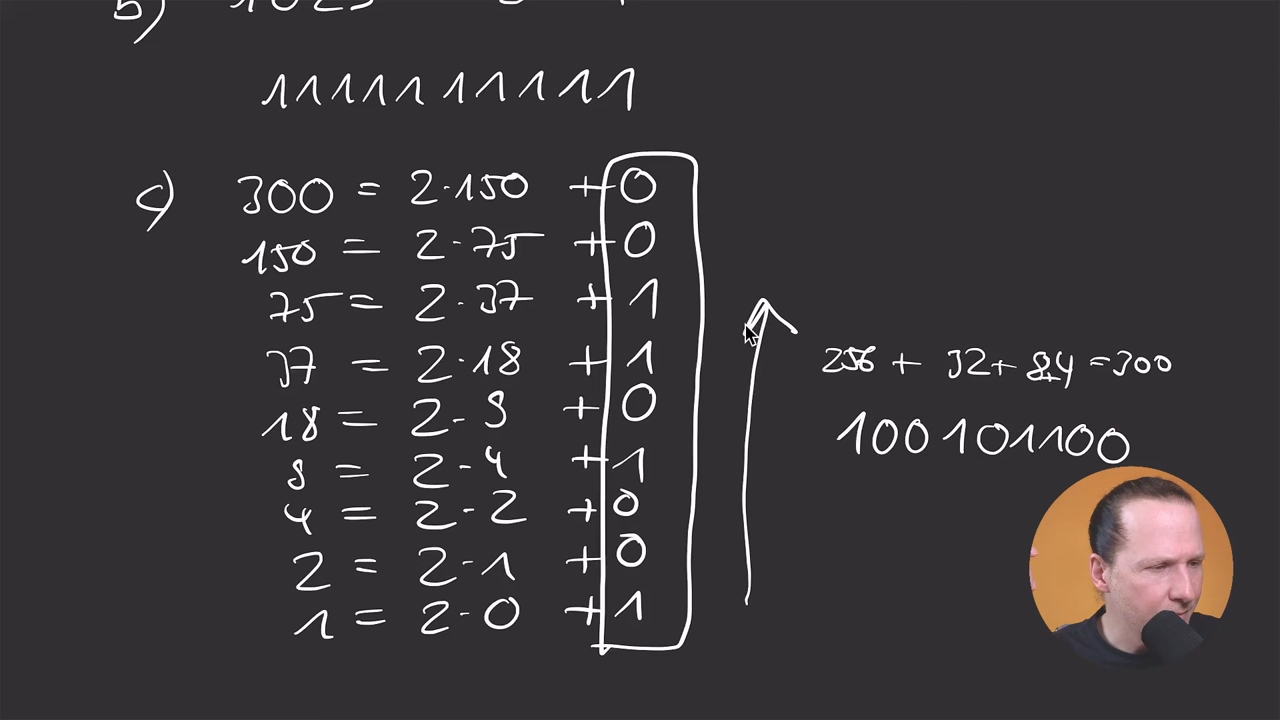 b) 1023
1111111111
c) 300 = 2·150 + 0
150 = 2·75 + 0
75 = 2·37 + 1
37 = 2·18 + 1
18 = 2·9 + 0
9 = 2·4 + 1
4 = 2·2 + 0
2 = 2·1 + 0
1 = 2·0 + 1
256 + 32 + 8+4 = 300
100101100